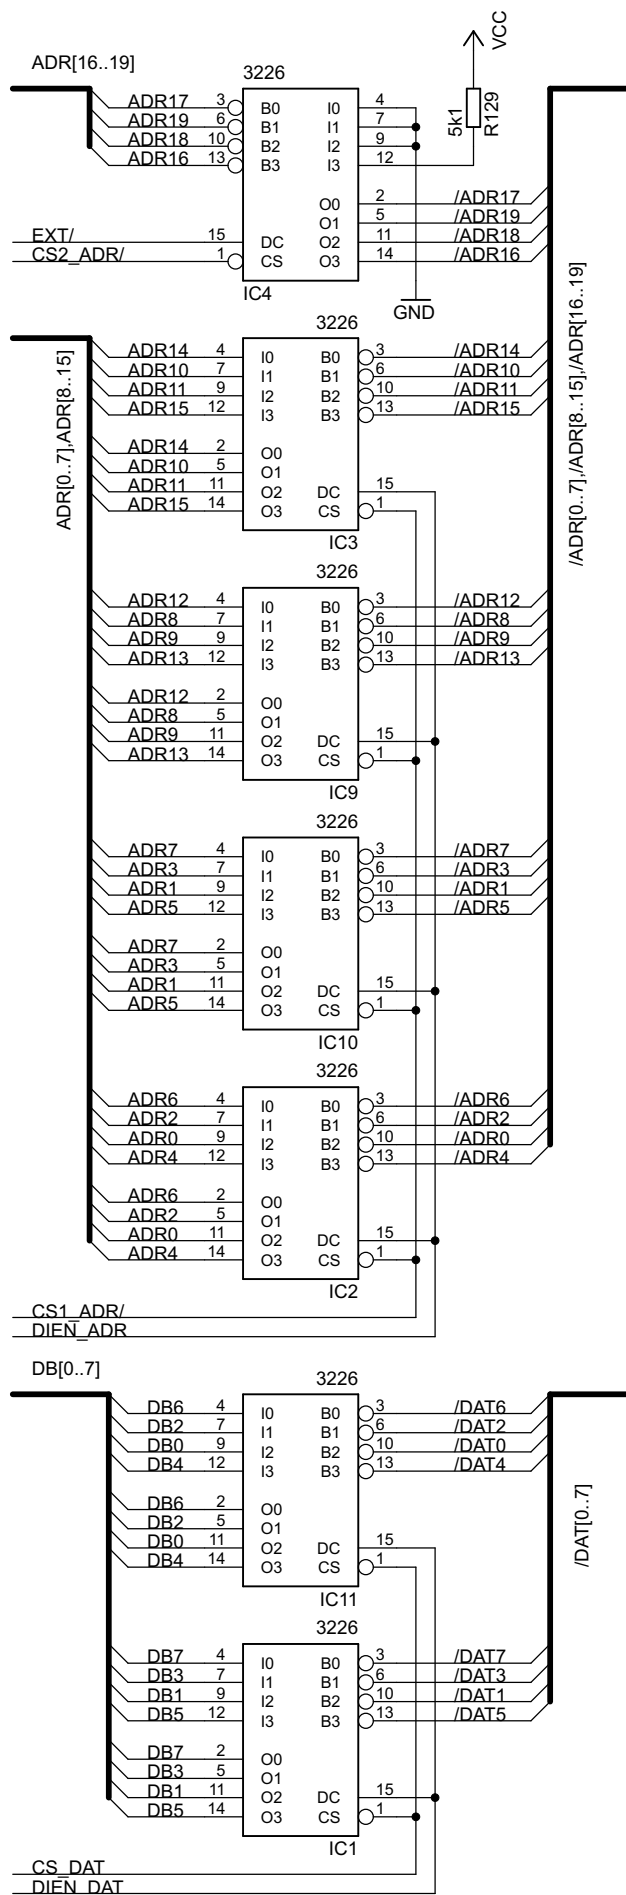 ADR[16..19]
VCC
3226
ADR17 3 B0 I0 4
ADR19 6 B1 I1 7
ADR18 10 B2 I2 9
ADR16 13 B3 I3 12
5k1
R129
O0 2 /ADR17
O1 5 /ADR19
EXT/ 15 DC O2 11 /ADR18
CS2_ADR/ 1 CS O3 14 /ADR16
IC4
GND
ADR[0..7],ADR[8..15]
/ADR[0..7],/ADR[8..15],/ADR[16..19]
3226
ADR14 4 I0 B0 3 /ADR14
ADR10 7 I1 B1 6 /ADR10
ADR11 9 I2 B2 10 /ADR11
ADR15 12 I3 B3 13 /ADR15
ADR14 2 O0
ADR10 5 O1
ADR11 11 O2 DC 15
ADR15 14 O3 CS 1
IC3
3226
ADR12 4 I0 B0 3 /ADR12
ADR8 7 I1 B1 6 /ADR8
ADR9 9 I2 B2 10 /ADR9
ADR13 12 I3 B3 13 /ADR13
ADR12 2 O0
ADR8 5 O1
ADR9 11 O2 DC 15
ADR13 14 O3 CS 1
IC9
3226
ADR7 4 I0 B0 3 /ADR7
ADR3 7 I1 B1 6 /ADR3
ADR1 9 I2 B2 10 /ADR1
ADR5 12 I3 B3 13 /ADR5
ADR7 2 O0
ADR3 5 O1
ADR1 11 O2 DC 15
ADR5 14 O3 CS 1
IC10
3226
ADR6 4 I0 B0 3 /ADR6
ADR2 7 I1 B1 6 /ADR2
ADR0 9 I2 B2 10 /ADR0
ADR4 12 I3 B3 13 /ADR4
ADR6 2 O0
ADR2 5 O1
ADR0 11 O2 DC 15
ADR4 14 O3 CS 1
IC2
CS1_ADR/
DIEN_ADR
DB[0..7]
/DAT[0..7]
3226
DB6 4 I0 B0 3 /DAT6
DB2 7 I1 B1 6 /DAT2
DB0 9 I2 B2 10 /DAT0
DB4 12 I3 B3 13 /DAT4
DB6 2 O0
DB2 5 O1
DB0 11 O2 DC 15
DB4 14 O3 CS 1
IC11
3226
DB7 4 I0 B0 3 /DAT7
DB3 7 I1 B1 6 /DAT3
DB1 9 I2 B2 10 /DAT1
DB5 12 I3 B3 13 /DAT5
DB7 2 O0
DB3 5 O1
DB1 11 O2 DC 15
DB5 14 O3 CS 1
IC1
CS_DAT
DIEN_DAT